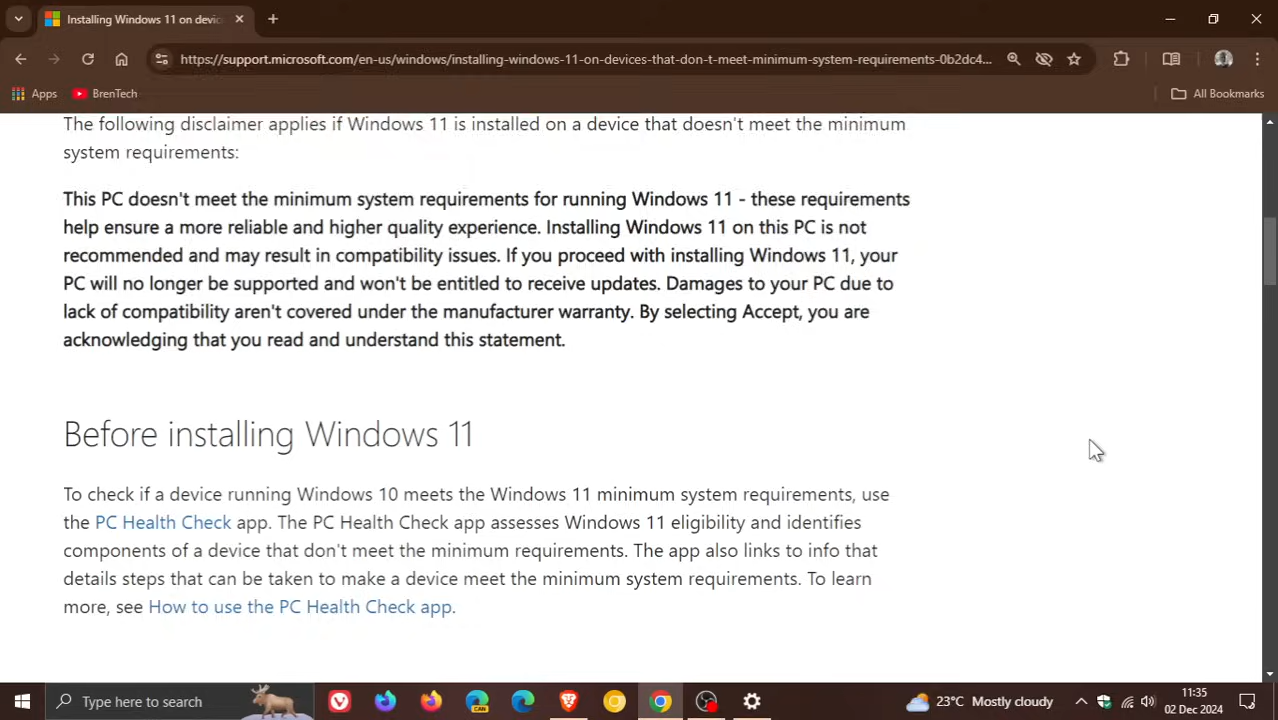 Installing Windows 11 on devic
https://support.microsoft.com/en-us/windows/installing-windows-11-on-devices-that-don-t-meet-minimum-system-requirements-0b2dc4...
Apps BrenTech All Bookmarks
The following disclaimer applies if Windows 11 is installed on a device that doesn't meet the minimum
system requirements:
This PC doesn't meet the minimum system requirements for running Windows 11 - these requirements
help ensure a more reliable and higher quality experience. Installing Windows 11 on this PC is not
recommended and may result in compatibility issues. If you proceed with installing Windows 11, your
PC will no longer be supported and won't be entitled to receive updates. Damages to your PC due to
lack of compatibility aren't covered under the manufacturer warranty. By selecting Accept, you are
acknowledging that you read and understand this statement.
Before installing Windows 11
To check if a device running Windows 10 meets the Windows 11 minimum system requirements, use
the PC Health Check app. The PC Health Check app assesses Windows 11 eligibility and identifies
components of a device that don't meet the minimum requirements. The app also links to info that
details steps that can be taken to make a device meet the minimum system requirements. To learn
more, see How to use the PC Health Check app.
Type here to search CAN 23°C Mostly cloudy 11:35
02 Dec 2024